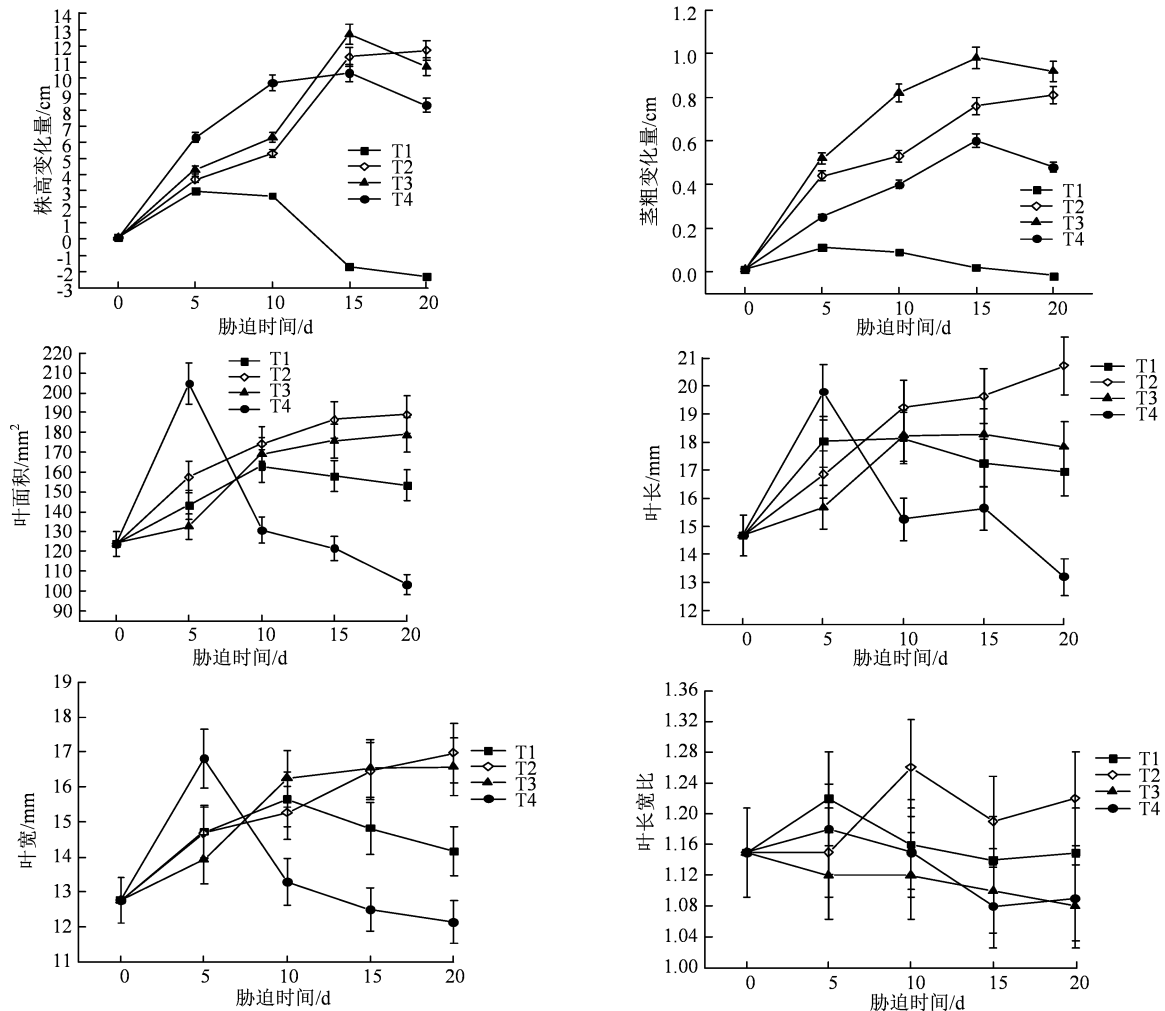 14
13
12
11
10
9
8
7
6
5
4
3
2
1
0
-1
-2
-3
株高变化量/cm
T1
T2
T3
T4
0 5 10 15 20
胁迫时间/d
1.2
1.0
0.8
0.6
0.4
0.2
0.0
茎粗变化量/cm
T1
T2
T3
T4
0 5 10 15 20
胁迫时间/d
220
210
200
190
180
170
160
150
140
130
120
110
100
90
叶面积/mm²
T1
T2
T3
T4
0 5 10 15 20
胁迫时间/d
21
20
19
18
17
16
15
14
13
12
叶长/mm
T1
T2
T3
T4
0 5 10 15 20
胁迫时间/d
19
18
17
16
15
14
13
12
11
叶宽/mm
T1
T2
T3
T4
0 5 10 15 20
胁迫时间/d
1.36
1.32
1.28
1.24
1.20
1.16
1.12
1.08
1.04
1.00
叶长宽比
T1
T2
T3
T4
0 5 10 15 20
胁迫时间/d